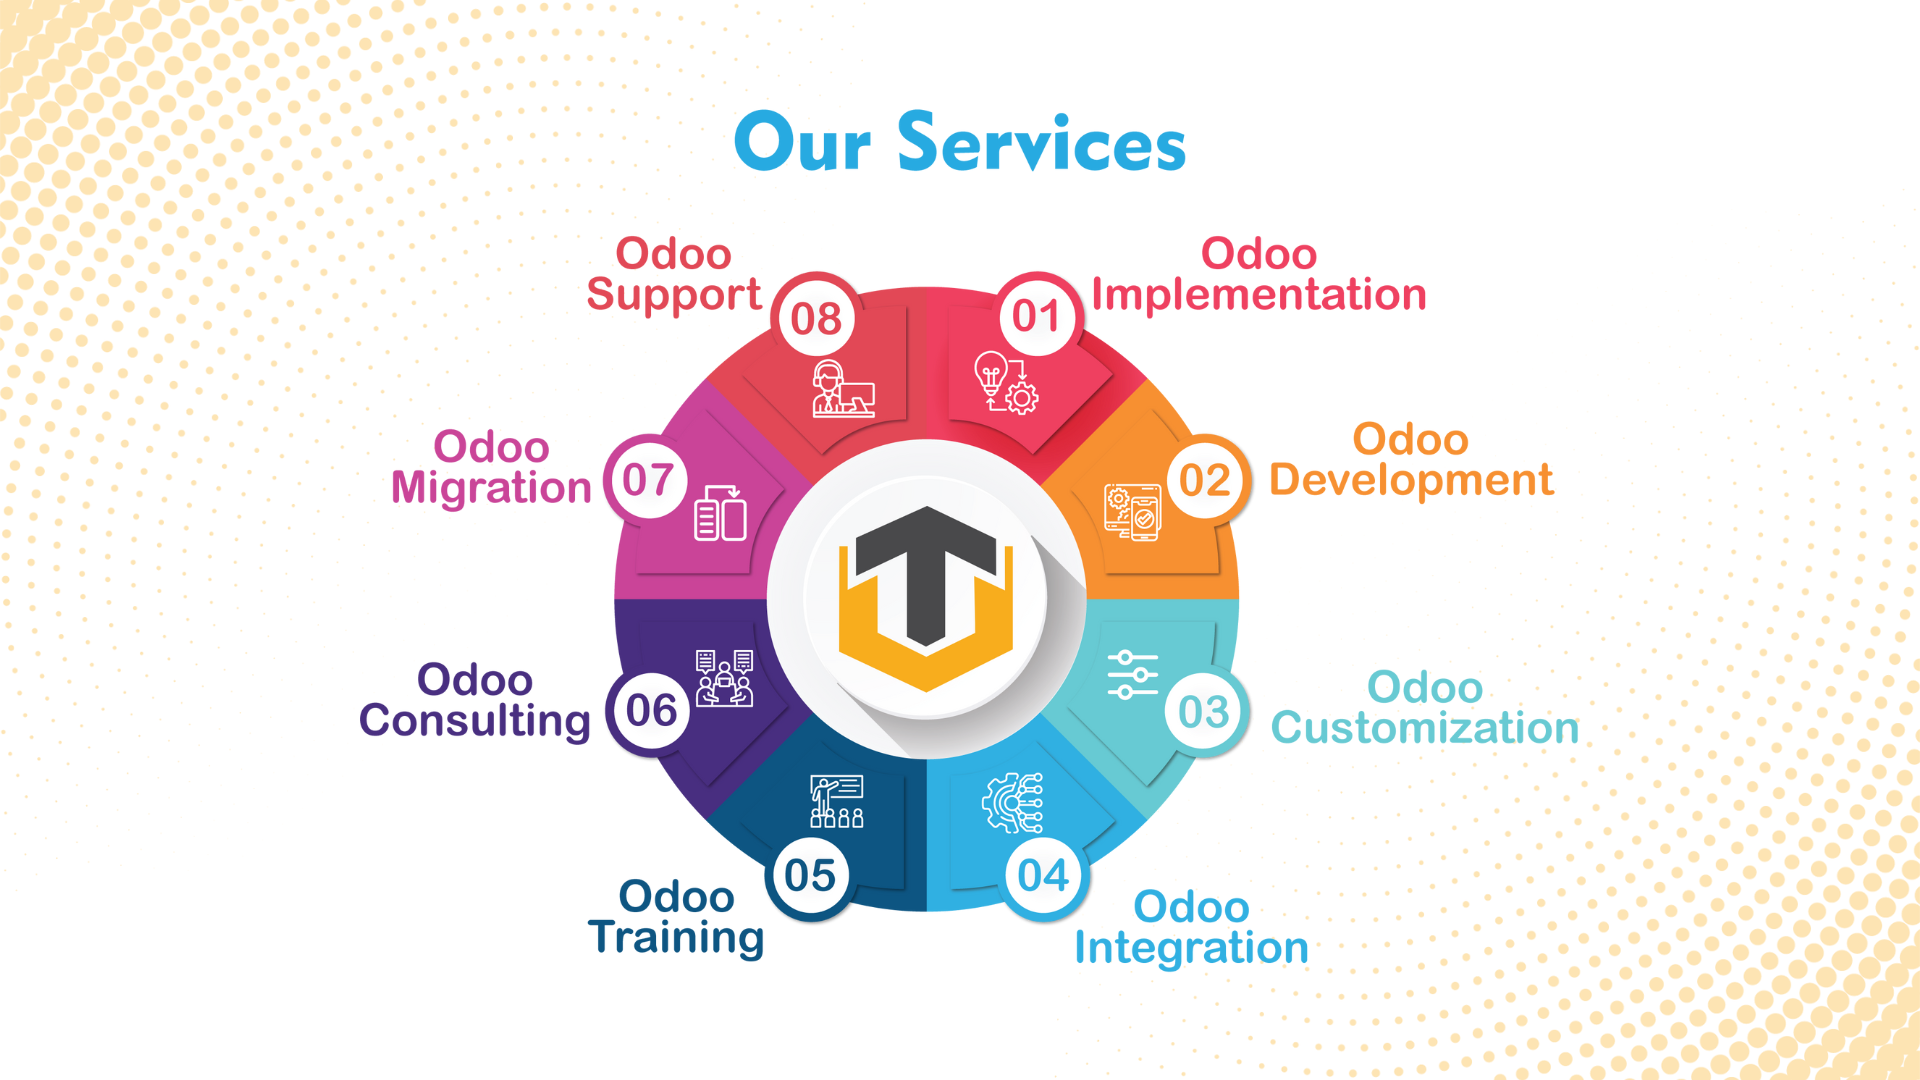 Our Services
Odoo
Implementation
01
Odoo
Development
02
Odoo
Customization
03
Odoo
Integration
04
Odoo
Training
05
Odoo
Consulting
06
Odoo
Migration
07
Odoo
Support
08